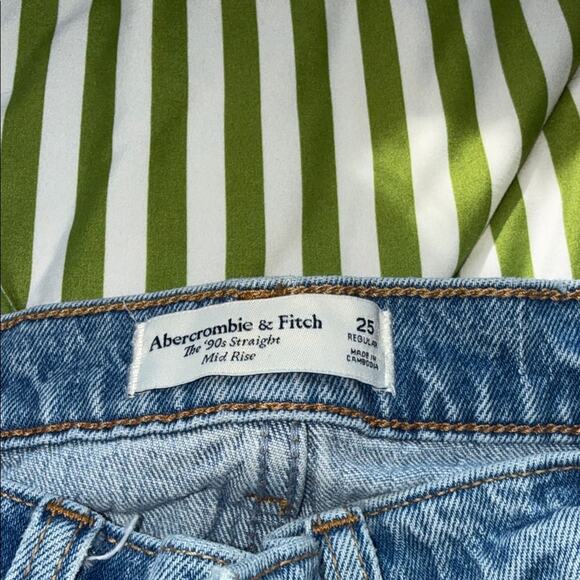 Abercrombie & Fitch
The '90s Straight
Mid Rise
25
REGULAR
MADE IN
CAMBODIA